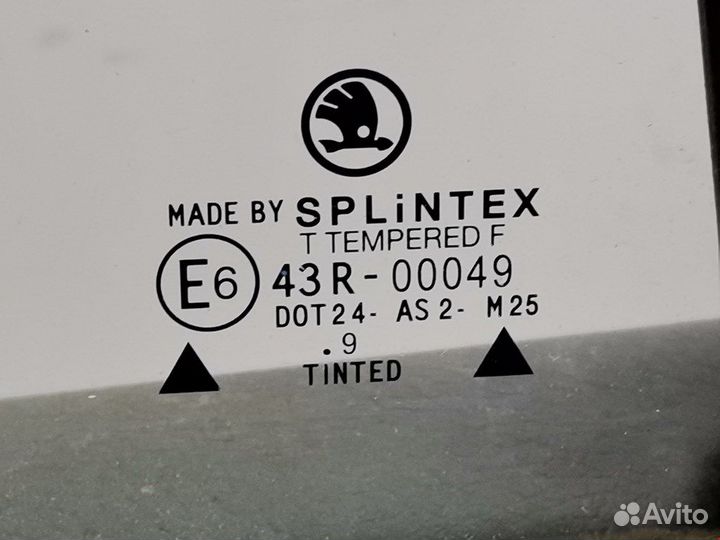 MADE BY SPLiNTEX
T TEMPERED F
E6 43R-00049
DOT24- AS2- M25
.9
TINTED
Avito